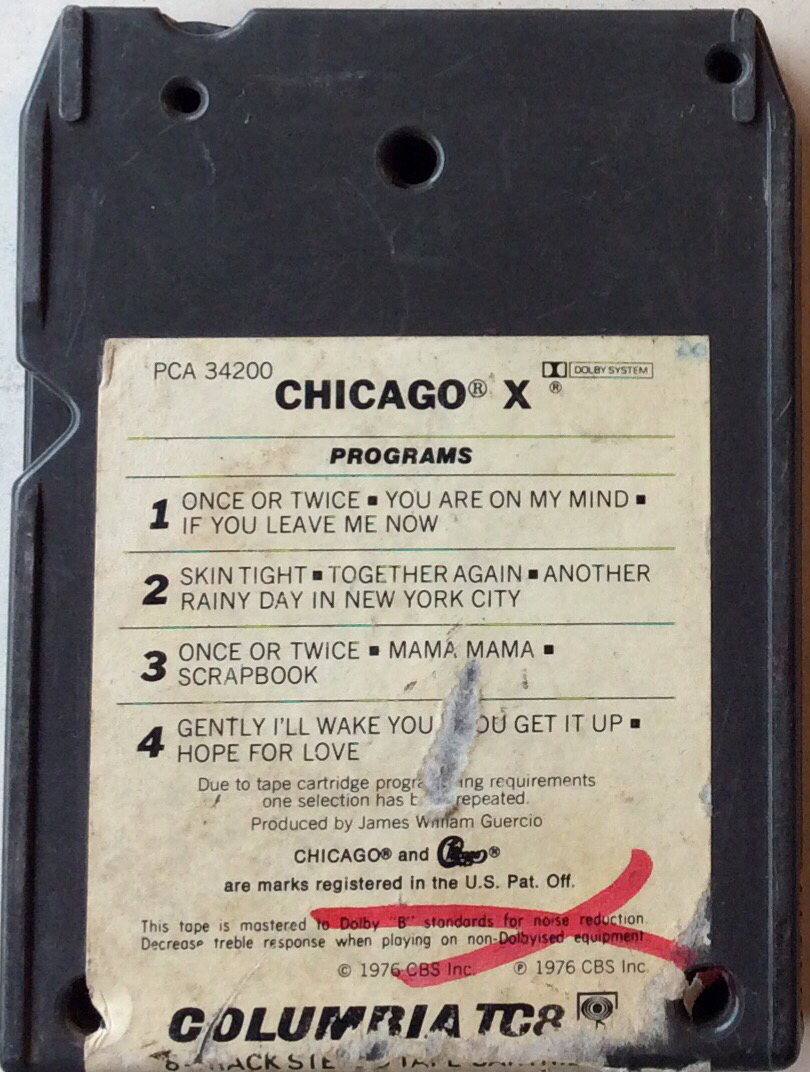 PCA 34200
DOLBY SYSTEM ®
CHICAGO® X
PROGRAMS
1 ONCE OR TWICE ■ YOU ARE ON MY MIND ■
IF YOU LEAVE ME NOW
2 SKIN TIGHT ■ TOGETHER AGAIN ■ ANOTHER
RAINY DAY IN NEW YORK CITY
3 ONCE OR TWICE ■ MAMA MAMA ■
SCRAPBOOK
4 GENTLY I'LL WAKE YOU OU GET IT UP ■
HOPE FOR LOVE
Due to tape cartridge progra ing requirements
one selection has b repeated.
Produced by James William Guercio
CHICAGO® and Chicago®
are marks registered in the U.S. Pat. Off.
This tape is mastered to Dolby "B" standards for noise reduction.
Decrease treble response when playing on non-Dolbyised equipment.
© 1976 CBS Inc. ℗ 1976 CBS Inc.
COLUMBIA TC8